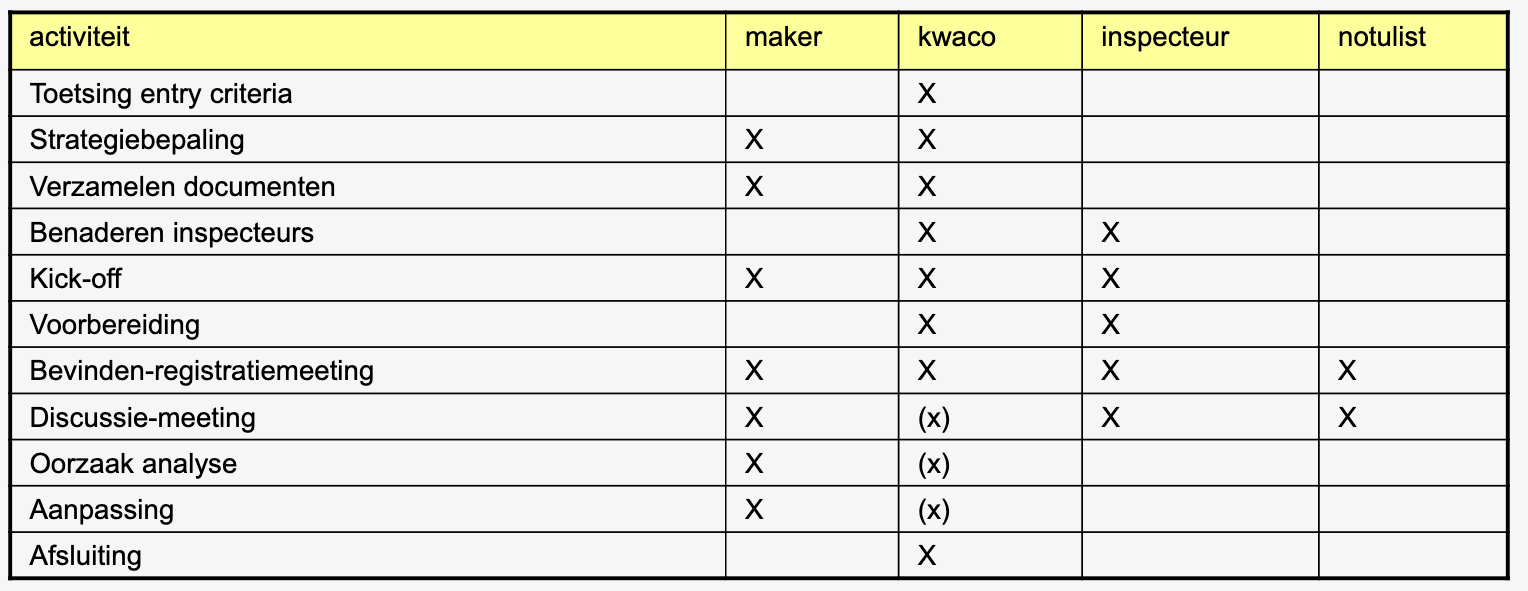 activiteit maker kwaco inspecteur notulist
Toetsing entry criteria X
Strategiebepaling X X
Verzamelen documenten X X
Benaderen inspecteurs X X
Kick-off X X X
Voorbereiding X X
Bevinden-registratiemeeting X X X X
Discussie-meeting X (x) X X
Oorzaak analyse X (x)
Aanpassing X (x)
Afsluiting X